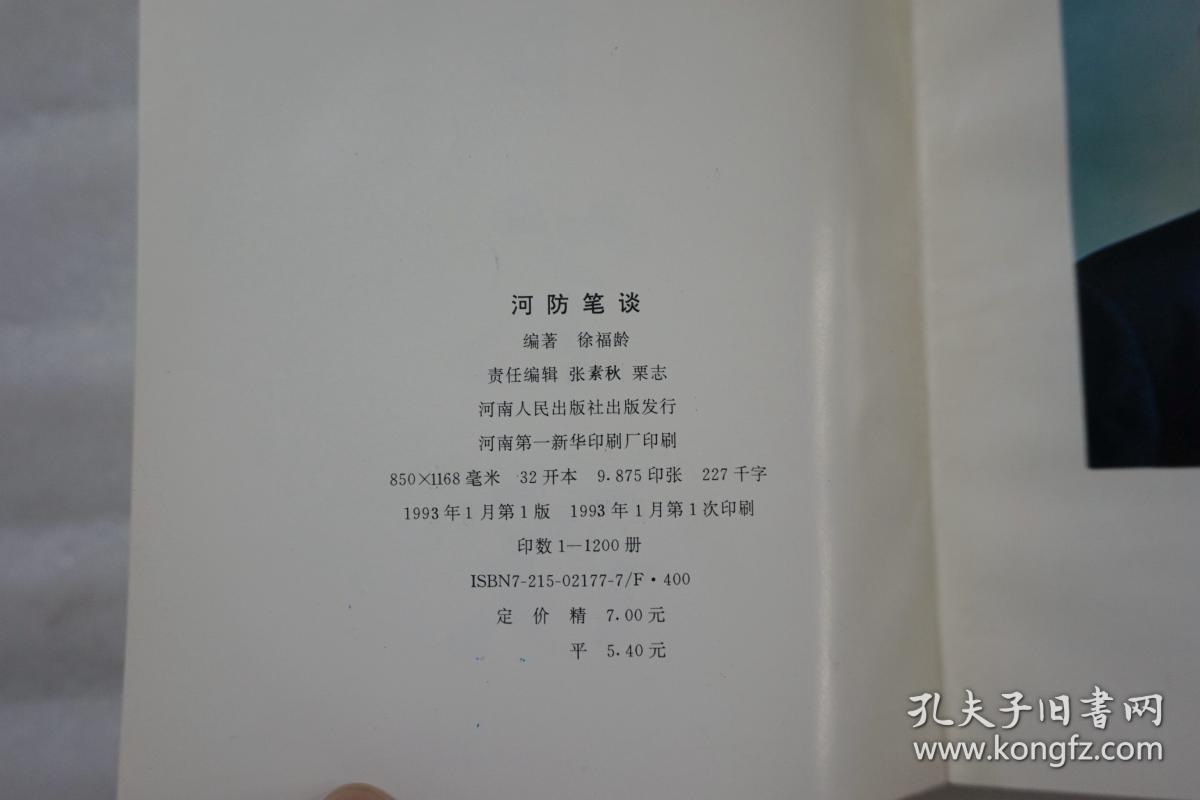 河防笔谈
编著 徐福龄
责任编辑 张素秋 栗志
河南人民出版社出版发行
河南第一新华印刷厂印刷
850×1168毫米 32开本 9.875印张 227千字
1993年1月第1版 1993年1月第1次印刷
印数1—1200册
ISBN7-215-02177-7/F·400
定 价 精 7.00元
平 5.40元
孔夫子旧书网
www.kongfz.com